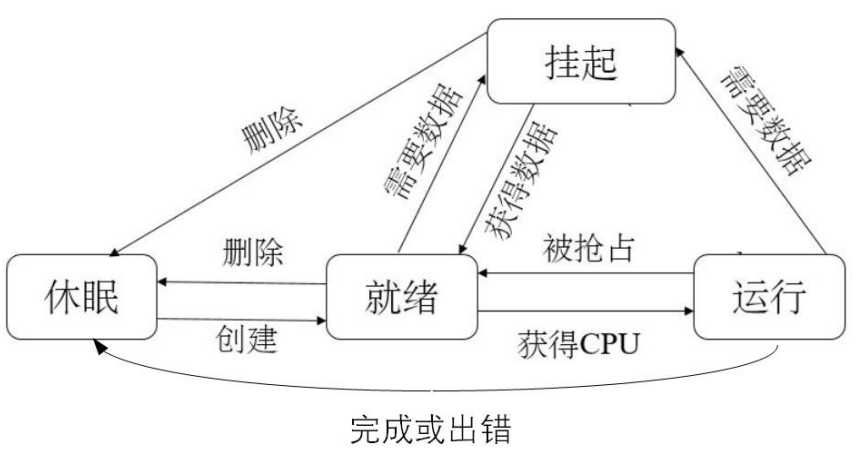 挂起
删除
需要数据
获得数据
需要数据
删除
被抢占
休眠
就绪
运行
创建
获得CPU
完成或出错